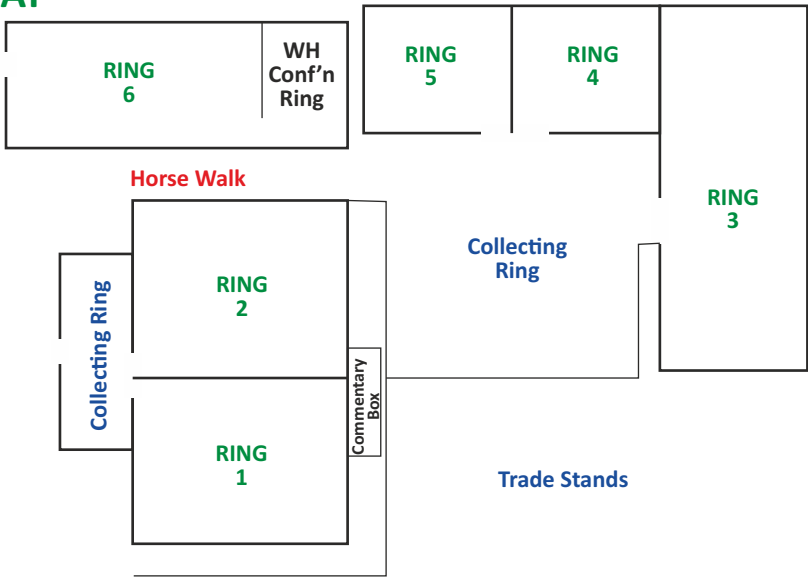 RING
6
WH
Conf'n
Ring
RING
5
RING
4
RING
3
Horse Walk
Collecting
Ring
RING
2
Collecting Ring
Commentary
Box
RING
1
Trade Stands